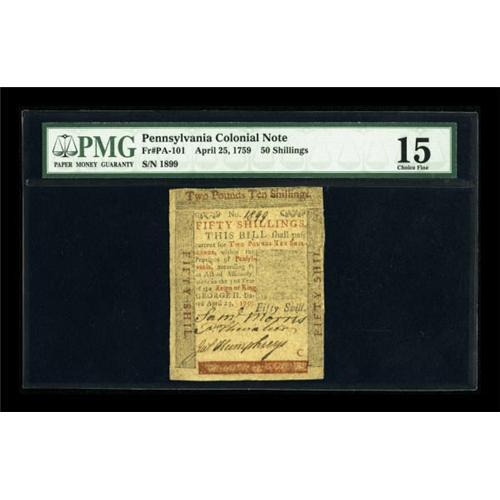 PMG
PAPER MONEY GUARANTY
Pennsylvania Colonial Note
Fr#PA-101 April 25, 1759 50 Shillings
S/N 1899
15
Choice Fine
Two Pounds Ten Shillings.
No. 1899
FIFTY SHILLINGS.
THIS BILL shall pass
current for TWO POUNDS TEN SHIL-
LINGS, within the
Province of Pensyl-
vania, according to
an Act of Assembly,
made in the Year
of the Reign of King
GEORGE II. Da-
ted April 25, 1759
Fifty Shill.
FIFTY SHIL
FIFTY SHIL
Saml Morris
Humphreys
C